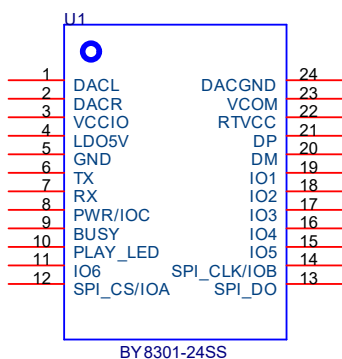 U1
1 DACL DACGND 24
2 DACR VCOM 23
3 VCCIO RTVCC 22
4 LDO5V DP 21
5 GND DM 20
6 TX IO1 19
7 RX IO2 18
8 PWR/IOC IO3 17
9 BUSY IO4 16
10 PLAY_LED IO5 15
11 IO6 SPI_CLK/IOB 14
12 SPI_CS/IOA SPI_DO 13
BY8301-24SS